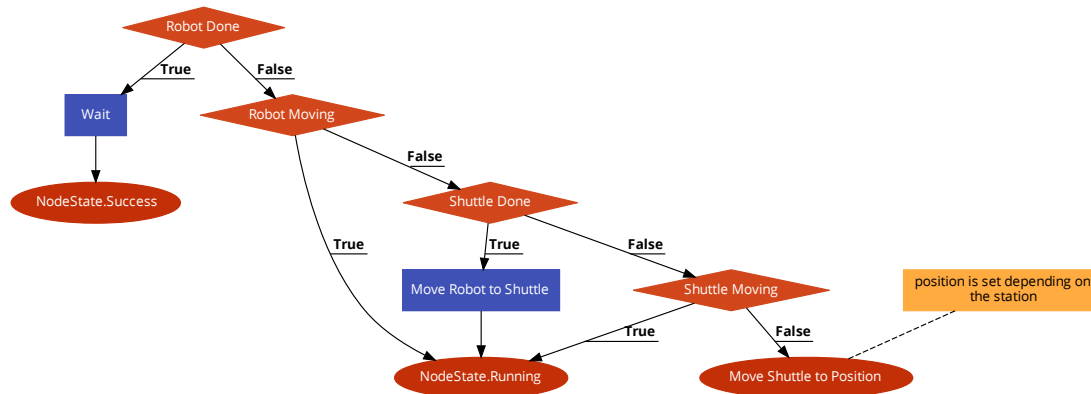 Robot Done
True
False
Wait
Robot Moving
False
NodeState.Success
Shuttle Done
True
True
False
Move Robot to Shuttle
Shuttle Moving
position is set depending on
the station
True
False
NodeState.Running
Move Shuttle to Position